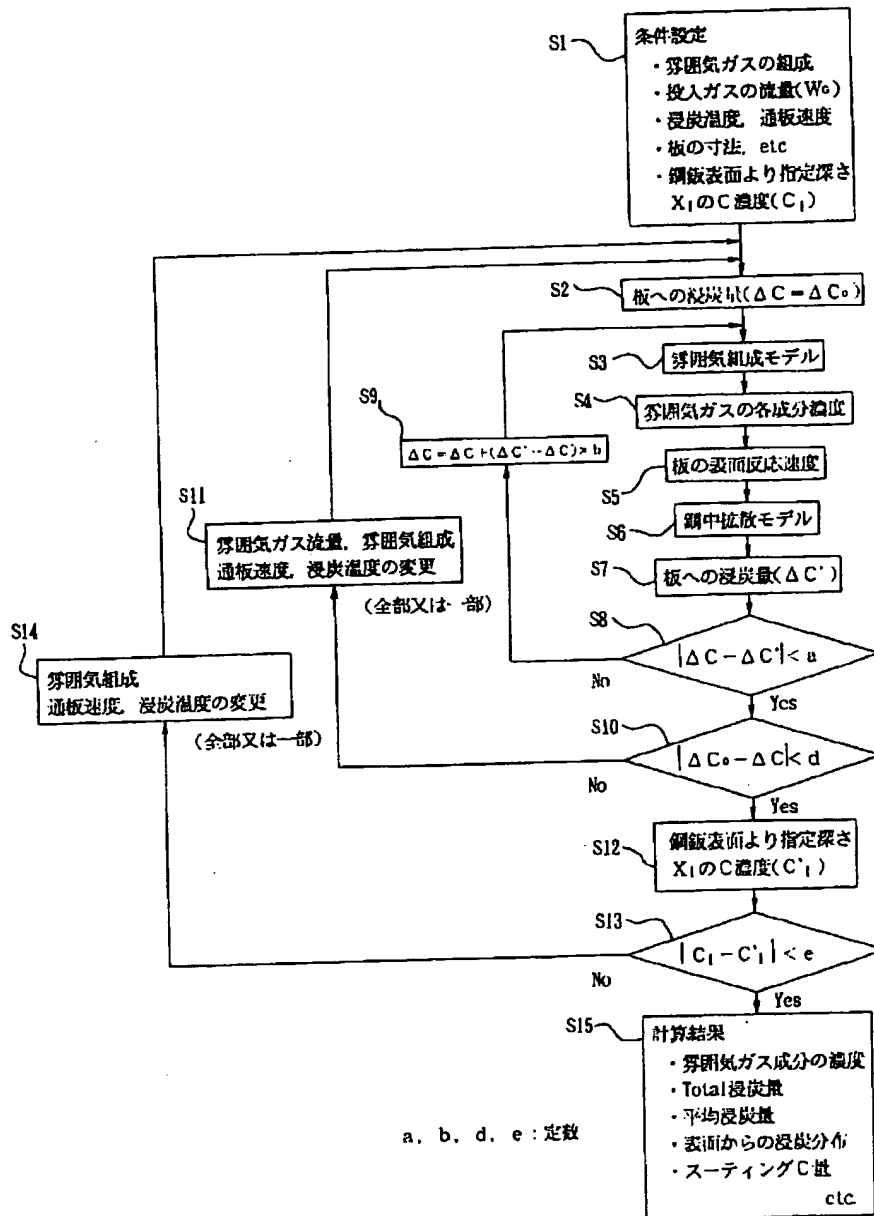 S1
条件設定
・雰囲気ガスの組成
・投入ガスの流量(W₀)
・浸炭温度, 通板速度
・板の寸法, etc
・鋼鈑表面より指定深さ
X₁のC濃度(C₁)
S2
板への浸炭量(ΔC=ΔC₀)
S3
雰囲気組成モデル
S4
雰囲気ガスの各成分濃度
S9
ΔC=ΔC+(ΔC'-ΔC)×b
板の表面反応速度
S5
S11
鋼中拡散モデル
S6
雰囲気ガス流量, 雰囲気組成
通板速度, 浸炭温度の変更
(全部又は一部)
S7
板への浸炭量(ΔC')
S8
|ΔC-ΔC'|<a
No
Yes
S14
雰囲気組成
通板速度, 浸炭温度の変更
(全部又は一部)
S10
|ΔC₀-ΔC|<d
No
Yes
S12
鋼鈑表面より指定深さ
X₁のC濃度(C'₁)
S13
|C₁-C'₁|<e
No
Yes
S15
計算結果
・雰囲気ガス成分の濃度
・Total浸炭量
・平均浸炭量
・表面からの浸炭分布
・スーティングC量
etc.
a, b, d, e:定数